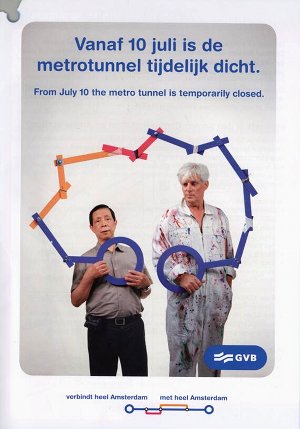 Vanaf 10 juli is de
metrotunnel tijdelijk dicht.
From July 10 the metro tunnel is temporarily closed.
GVB
verbindt heel Amsterdam met heel Amsterdam